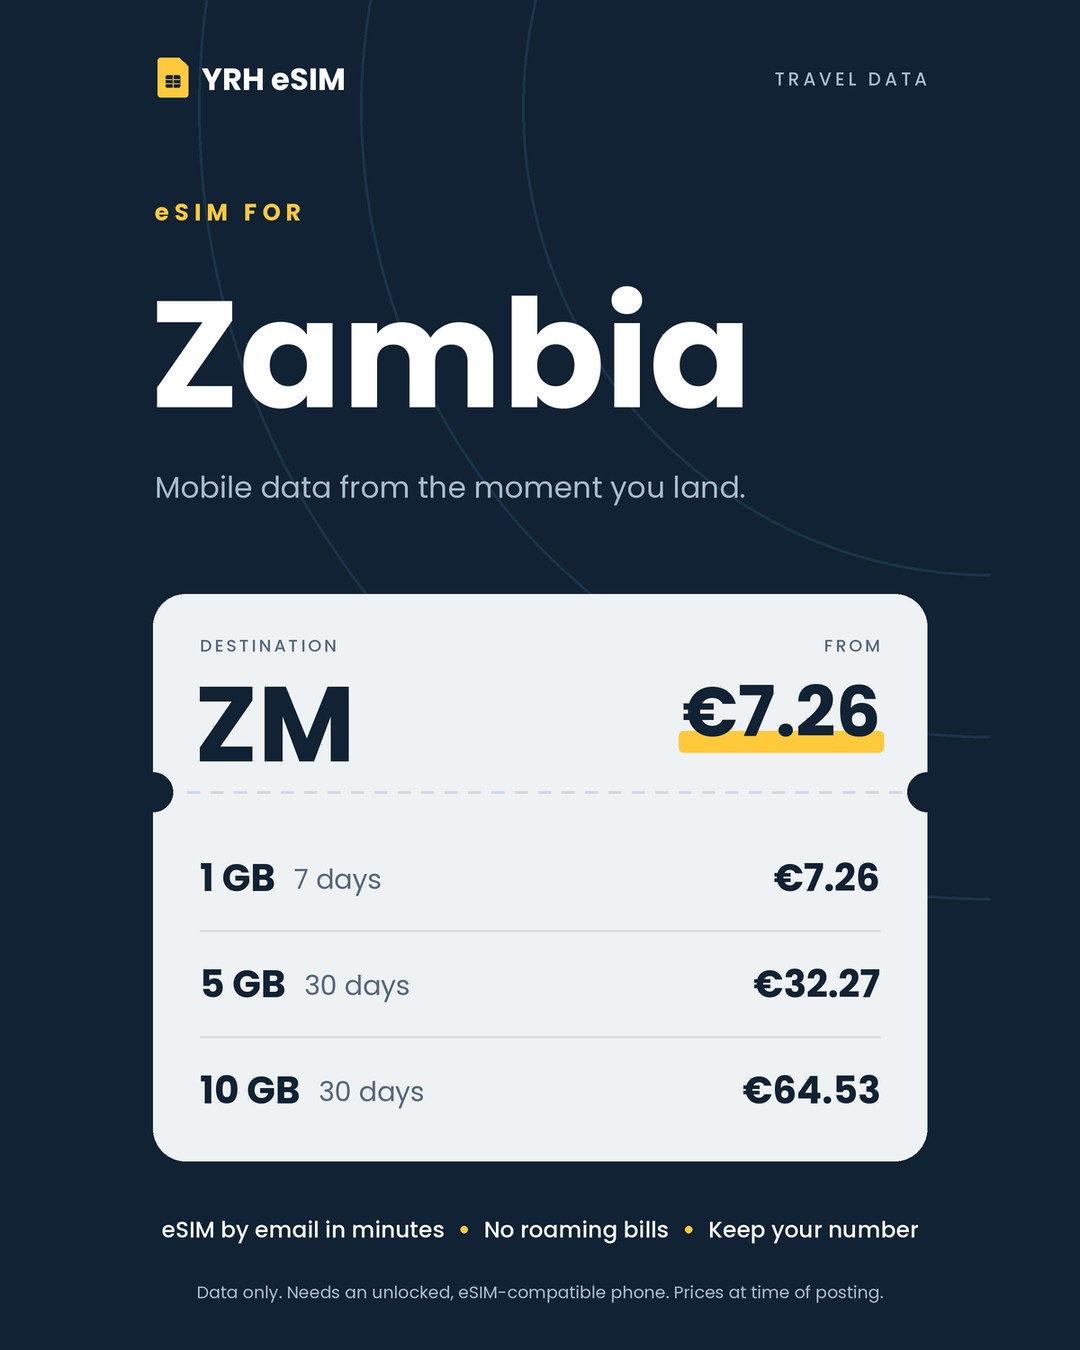 YRH eSIM
TRAVEL DATA
eSIM FOR
Zambia
Mobile data from the moment you land.
DESTINATION
FROM
ZM
€7.26
1 GB 7 days €7.26
5 GB 30 days €32.27
10 GB 30 days €64.53
eSIM by email in minutes • No roaming bills • Keep your number
Data only. Needs an unlocked, eSIM-compatible phone. Prices at time of posting.